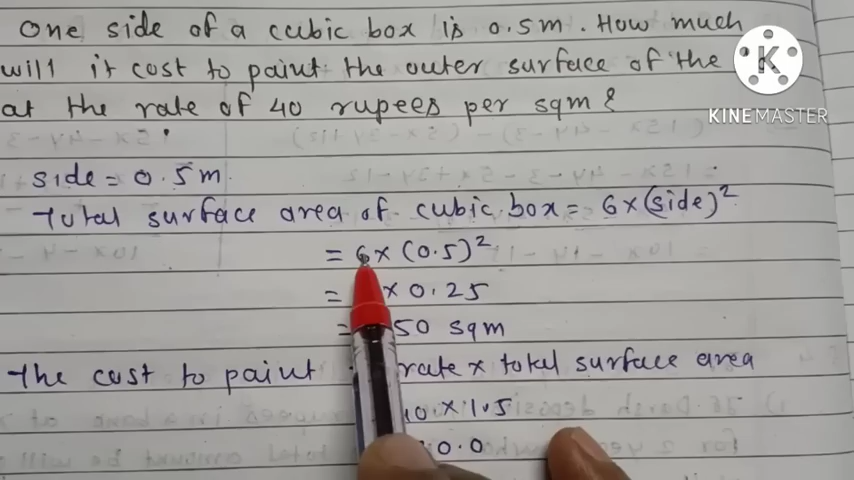 One side of a cubic box is 0.5m. How much
will it cost to paint the outer surface of the
at the rate of 40 rupees per sqm?
K
KINEMASTER
side = 0.5m
Total surface area of cubic box = 6×(side)²
= 6×(0.5)²
= × 0.25
= 50 sqm
The cost to paint rate × total surface area
40 × 1.5
0.0